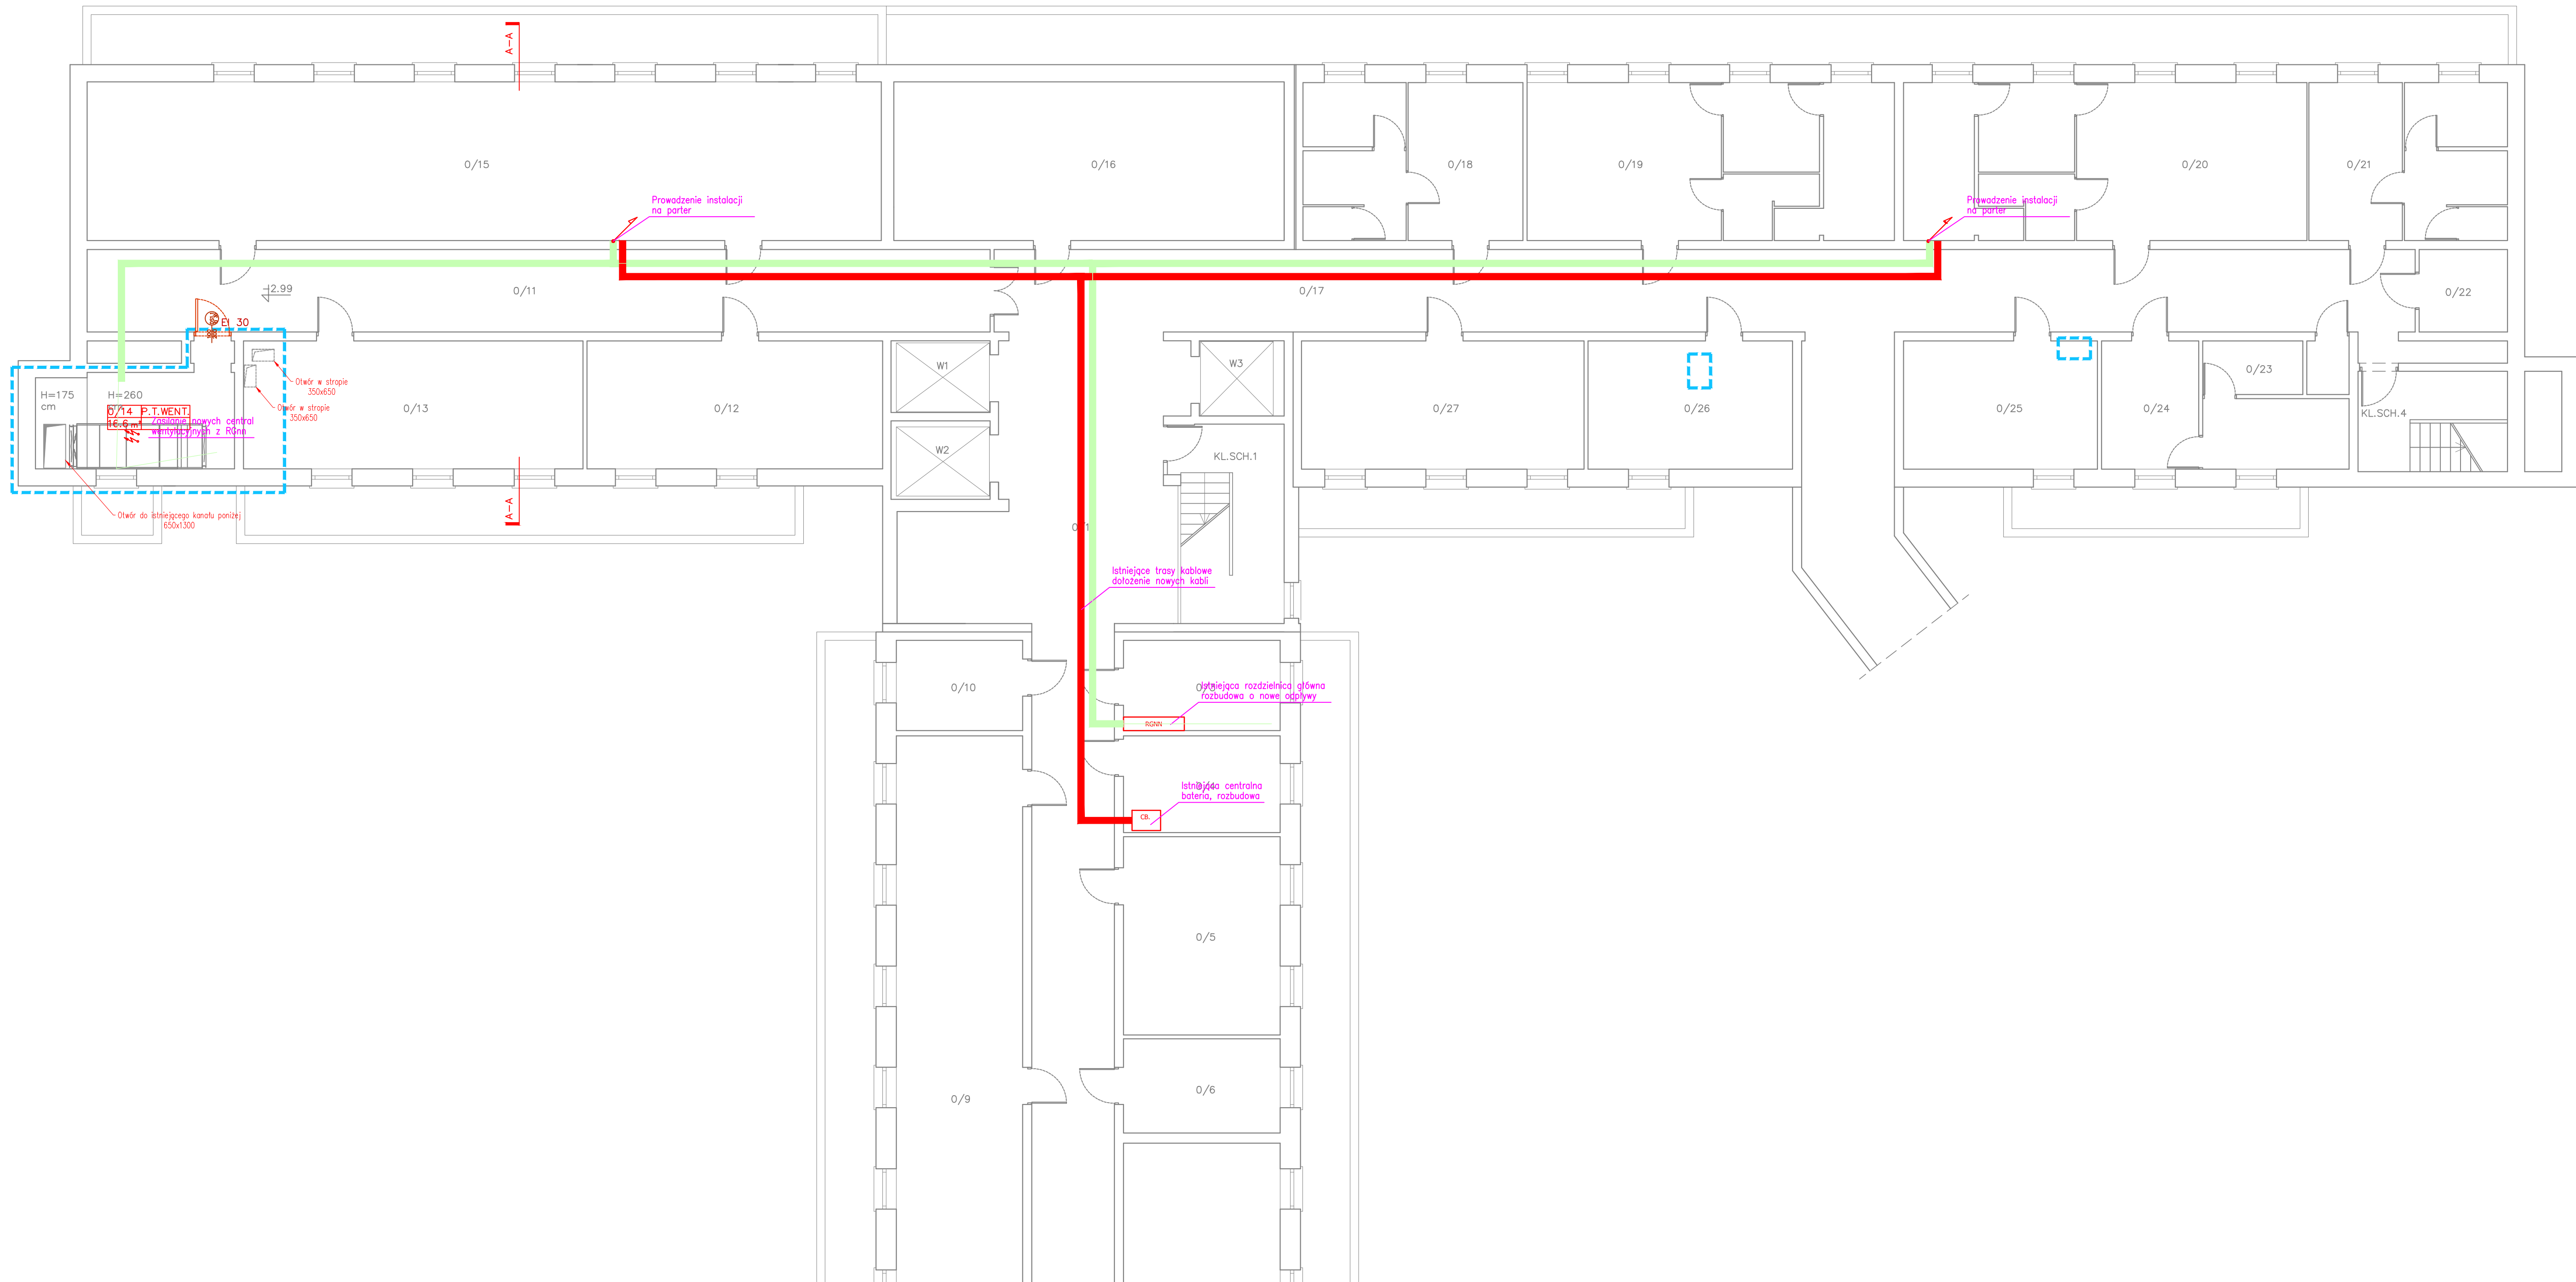 A-A
0/15
0/16
0/18
0/19
0/20
0/21
Prowadzenie instalacji
na parter
Prowadzenie instalacji
na parter
-2.99
0/11
0/17
0/22
EI 30
W1
W3
0/23
Otwór w stropie
350x650
Otwór w stropie
350x650
H=175
cm
H=260
0/14 P.T.WENT.
16.6 m²
Zasilanie nowych central
wentylacyjnych z RGnn
0/13
0/12
0/27
0/26
0/25
0/24
KL.SCH.4
W2
KL.SCH.1
A-A
Otwór do istniejącego kanału poniżej
650x1300
Istniejące trasy kablowe
dołożenie nowych kabli
0/10
Istniejąca rozdzielnica główna
rozbudowa o nowe odpływy
RGNN
Istniejąca centralna
bateria, rozbudowa
CB.
0/5
0/6
0/9